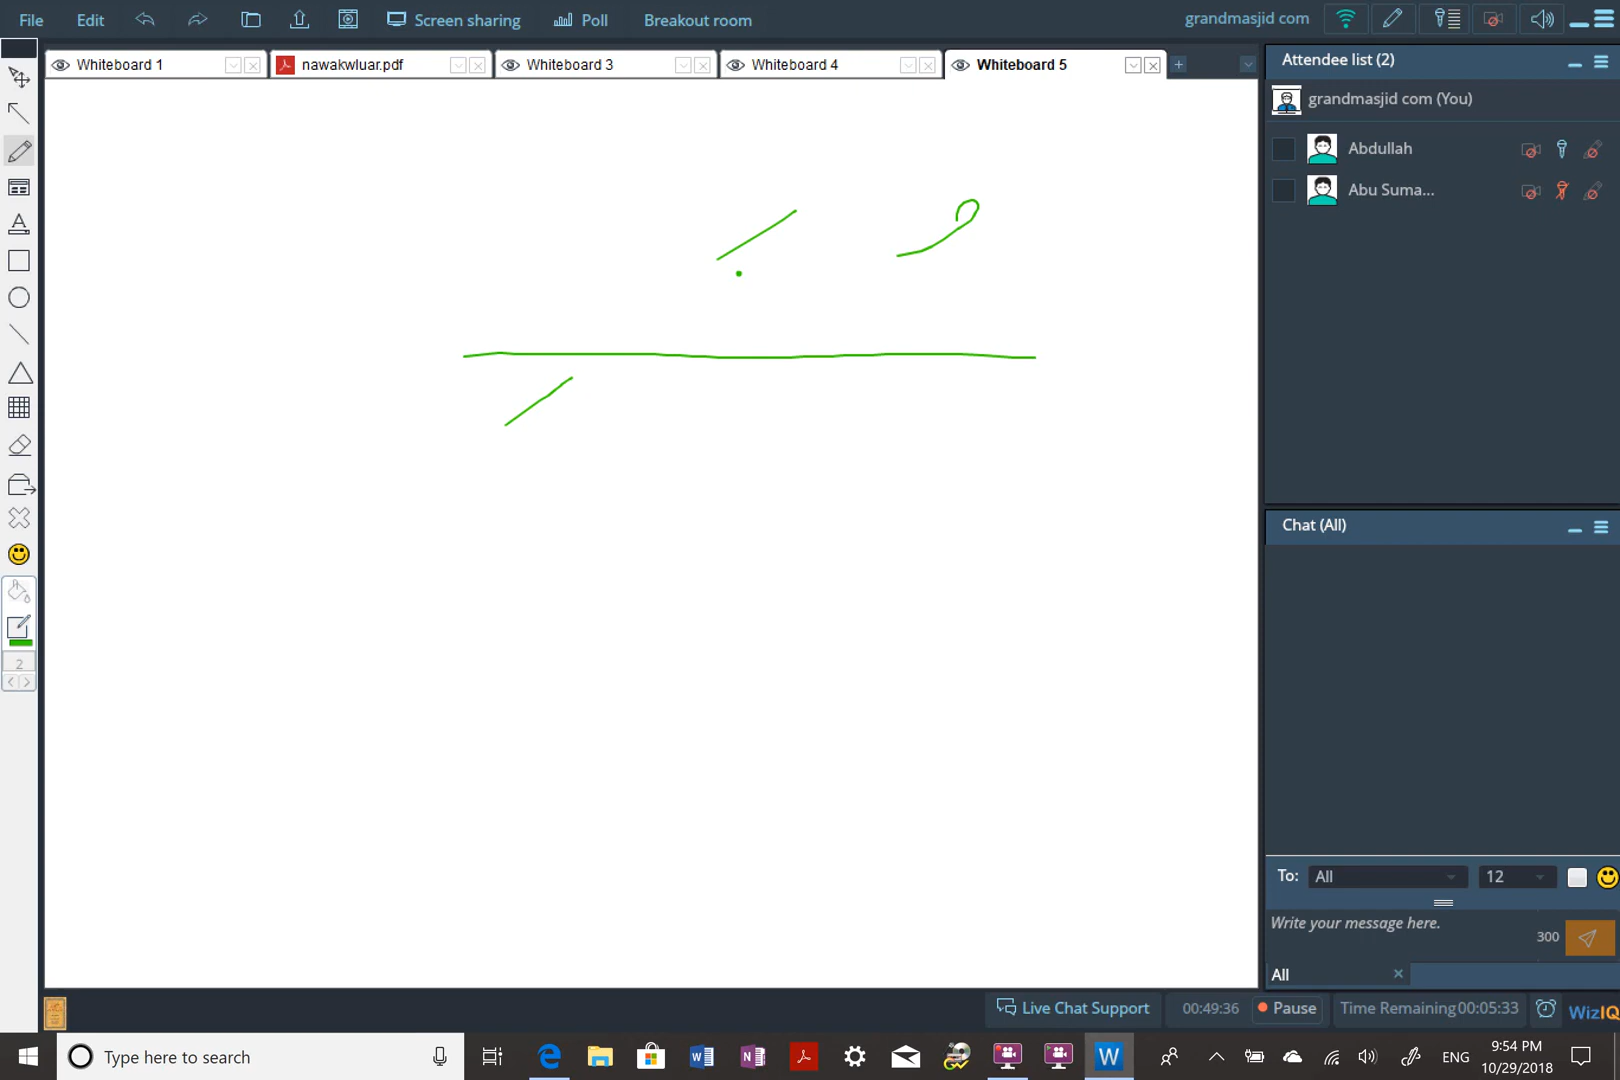 File Edit Screen sharing Poll Breakout room grandmasjid com
Whiteboard 1 nawakwluar.pdf Whiteboard 3 Whiteboard 4 Whiteboard 5
Attendee list (2)
grandmasjid com (You)
Abdullah
Abu Suma...
2
Chat (All)
To: All 12
Write your message here.
300
All
Live Chat Support 00:49:36 Pause Time Remaining 00:05:33 WizIQ
Type here to search
ENG
9:54 PM
10/29/2018